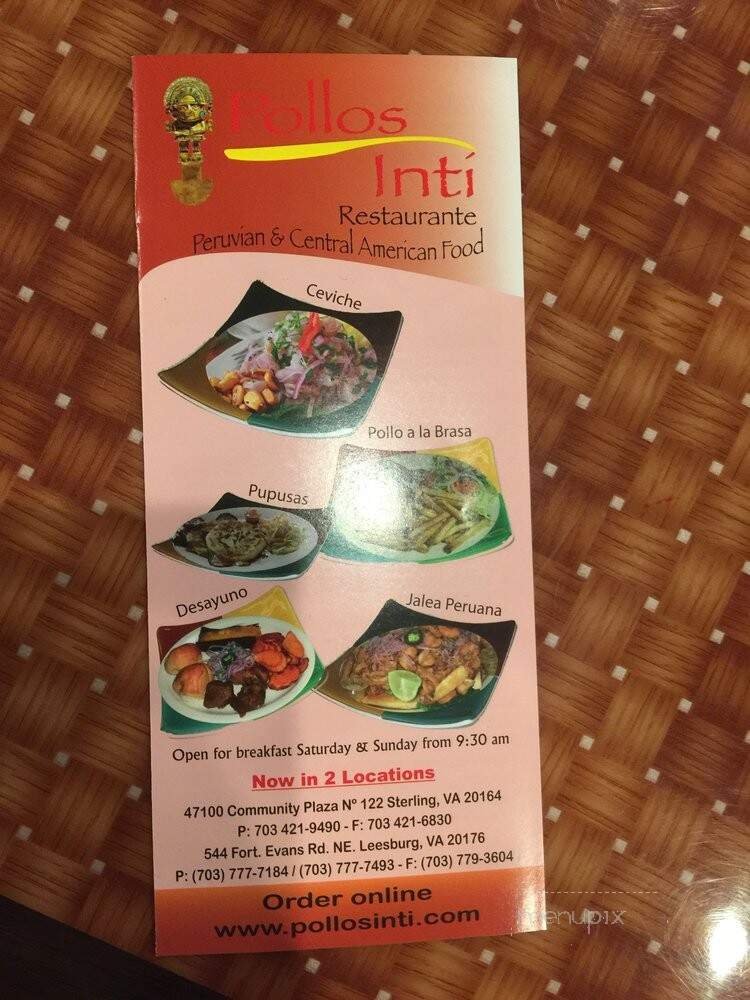 Pollos
Inti
Restaurante
Peruvian & Central American Food
Ceviche
Pollo a la Brasa
Pupusas
Desayuno
Jalea Peruana
Open for breakfast Saturday & Sunday from 9:30 am
Now in 2 Locations
47100 Community Plaza Nº 122 Sterling, VA 20164
P: 703 421-9490 - F: 703 421-6830
544 Fort. Evans Rd. NE. Leesburg, VA 20176
P: (703) 777-7184 / (703) 777-7493 - F: (703) 779-3604
Order online
www.pollosinti.com
menupix